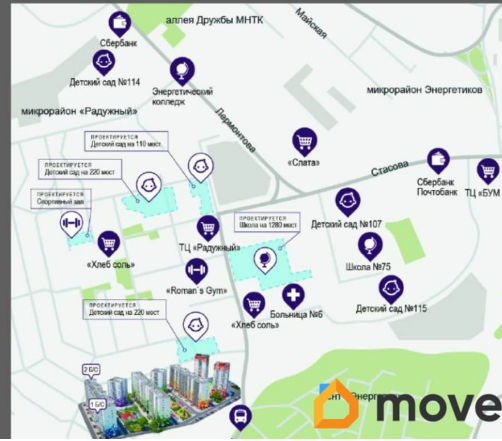 аллея Дружбы МНТК
Майская
Сбербанк
Детский сад №114
Энергетический
колледж
микрорайон Энергетиков
микрорайон «Радужный»
Лермонтова
ПРОЕКТИРУЕТСЯ
Детский сад на 110 мест
«Слата»
Стасова
ПРОЕКТИРУЕТСЯ
Детский сад на 220 мест
Сбербанк
Почтобанк
ТЦ «БУМ
ПРОЕКТИРУЕТСЯ
Спортивный зал
ПРОЕКТИРУЕТСЯ
Школа на 1280 мест
Детский сад №107
«Хлеб соль»
ТЦ «Радужный»
Школа №75
«Roman`s Gym»
«Хлеб соль»
Больница №6
Детский сад №115
ПРОЕКТИРУЕТСЯ
Детский сад на 220 мест
2 Б/С
1 Б/С
move